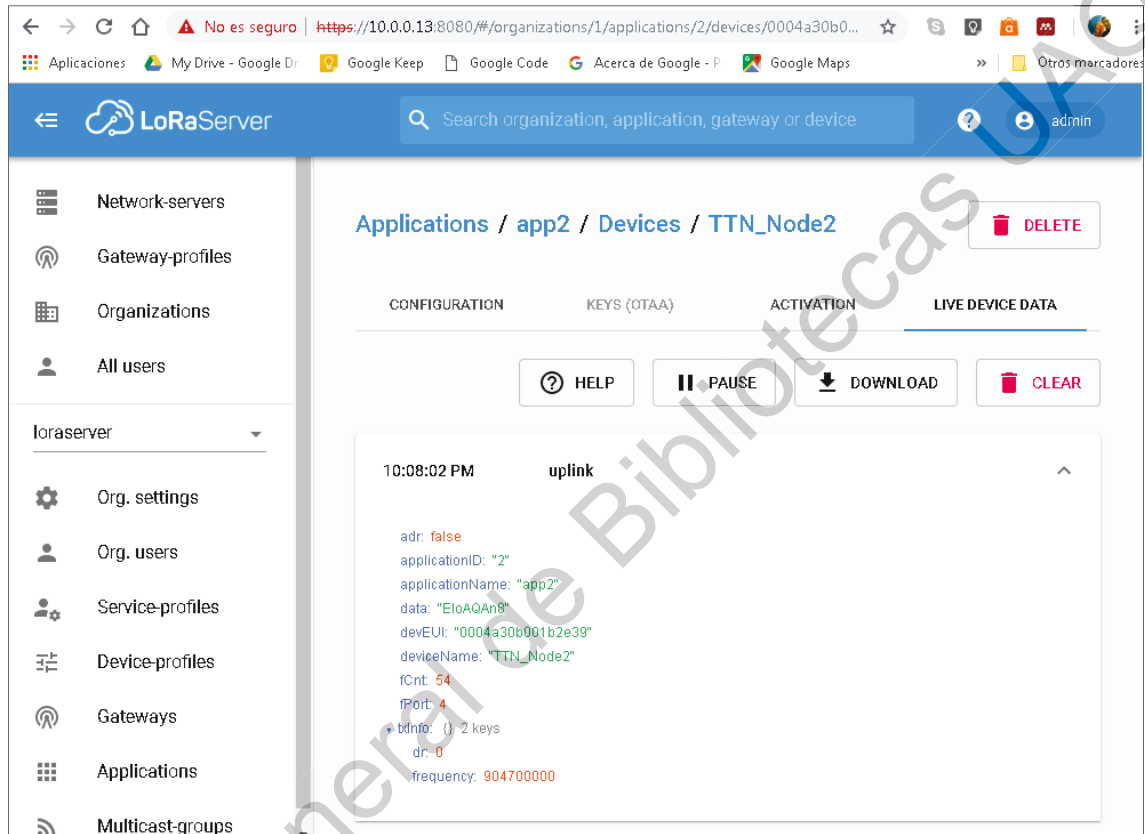 No es seguro | https://10.0.0.13:8080/#/organizations/1/applications/2/devices/0004a30b0...
Aplicaciones My Drive - Google Dri Google Keep Google Code Acerca de Google - P Google Maps » Otros marcadores
LoRaServer Search organization, application, gateway or device admin
Network-servers
Gateway-profiles
Organizations
All users
loraserver
Org. settings
Org. users
Service-profiles
Device-profiles
Gateways
Applications
Multicast-groups
Applications / app2 / Devices / TTN_Node2 DELETE
CONFIGURATION KEYS (OTAA) ACTIVATION LIVE DEVICE DATA
HELP PAUSE DOWNLOAD CLEAR
10:08:02 PM uplink
adr: false
applicationID: "2"
applicationName: "app2"
data: "EloAQAn8"
devEUI: "0004a30b001b2e39"
deviceName: "TTN_Node2"
fCnt: 54
fPort: 4
txInfo: {} 2 keys
dr: 0
frequency: 904700000
neral de Bibliotecas UAQ